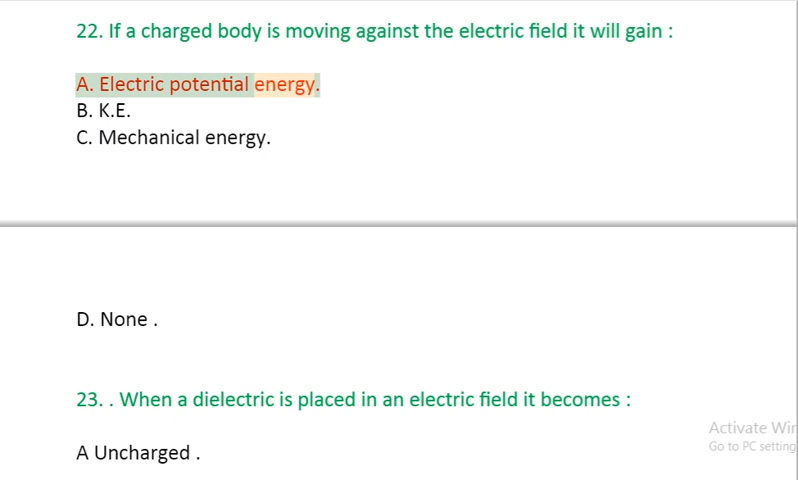 22. If a charged body is moving against the electric field it will gain :
A. Electric potential energy.
B. K.E.
C. Mechanical energy.
D. None .
23. . When a dielectric is placed in an electric field it becomes :
Activate Win
Go to PC setting
A Uncharged .